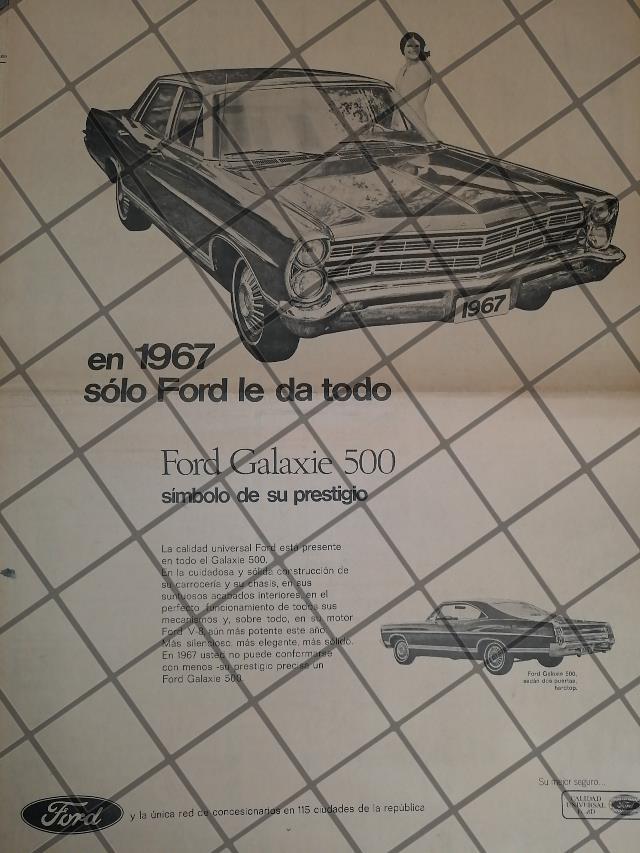 1967
en 1967
sólo Ford le da todo
Ford Galaxie 500
símbolo de su prestigio
La calidad universal Ford está presente
en todo el Galaxie 500.
En la cuidadosa y sólida construcción de
su carrocería y su chasis, en sus
suntuosos acabados interiores, en el
perfecto funcionamiento de todos sus
mecanismos y, sobre todo, en su motor
Ford V-8, aún más potente este año.
Más silencioso, más elegante, más sólido.
En 1967 usted no puede conformarse
con menos -su prestigio precisa un
Ford Galaxie 500.
Ford Galaxie 500,
sedán dos puertas,
hardtop.
Su mejor seguro...
CALIDAD
UNIVERSAL
FORD
Ford
Ford y la única red de concesionarios en 115 ciudades de la república